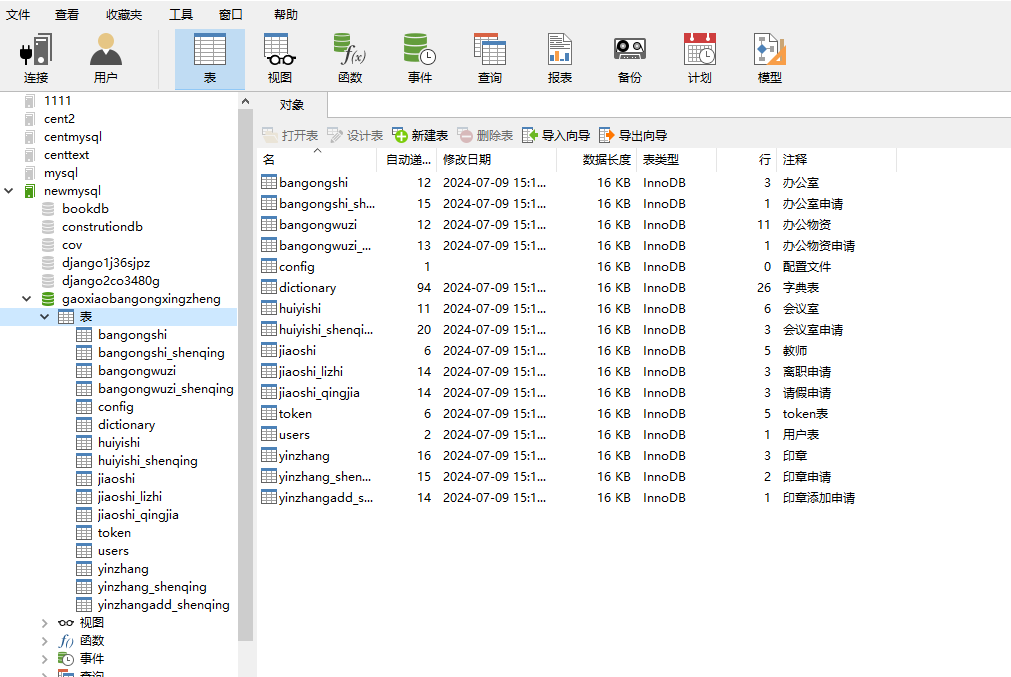 文件 查看 收藏夹 工具 窗口 帮助
连接 用户 表 视图 函数 事件 查询 报表 备份 计划 模型
1111
cent2
centmysql
centtext
mysql
newmysql
bookdb
construtiondb
cov
django1j36sjpz
django2co3480g
gaoxiaobangongxingzheng
表
bangongshi
bangongshi_shenqing
bangongwuzi
bangongwuzi_shenqing
config
dictionary
huiyishi
huiyishi_shenqing
jiaoshi
jiaoshi_lizhi
jiaoshi_qingjia
token
users
yinzhang
yinzhang_shenqing
yinzhangadd_shenqing
视图
函数
事件
查询
对象
打开表 设计表 新建表 删除表 导入向导 导出向导
名 自动递... 修改日期 数据长度 表类型 行 注释
bangongshi 12 2024-07-09 15:1... 16 KB InnoDB 3 办公室
bangongshi_sh... 15 2024-07-09 15:1... 16 KB InnoDB 1 办公室申请
bangongwuzi 12 2024-07-09 15:1... 16 KB InnoDB 11 办公物资
bangongwuzi_... 13 2024-07-09 15:1... 16 KB InnoDB 1 办公物资申请
config 1 16 KB InnoDB 0 配置文件
dictionary 94 2024-07-09 15:1... 16 KB InnoDB 26 字典表
huiyishi 11 2024-07-09 15:1... 16 KB InnoDB 6 会议室
huiyishi_shenqi... 20 2024-07-09 15:1... 16 KB InnoDB 3 会议室申请
jiaoshi 6 2024-07-09 15:1... 16 KB InnoDB 5 教师
jiaoshi_lizhi 14 2024-07-09 15:1... 16 KB InnoDB 3 离职申请
jiaoshi_qingjia 14 2024-07-09 15:1... 16 KB InnoDB 3 请假申请
token 6 2024-07-09 15:1... 16 KB InnoDB 5 token表
users 2 2024-07-09 15:1... 16 KB InnoDB 1 用户表
yinzhang 16 2024-07-09 15:1... 16 KB InnoDB 3 印章
yinzhang_shen... 15 2024-07-09 15:1... 16 KB InnoDB 2 印章申请
yinzhangadd_s... 14 2024-07-09 15:1... 16 KB InnoDB 1 印章添加申请